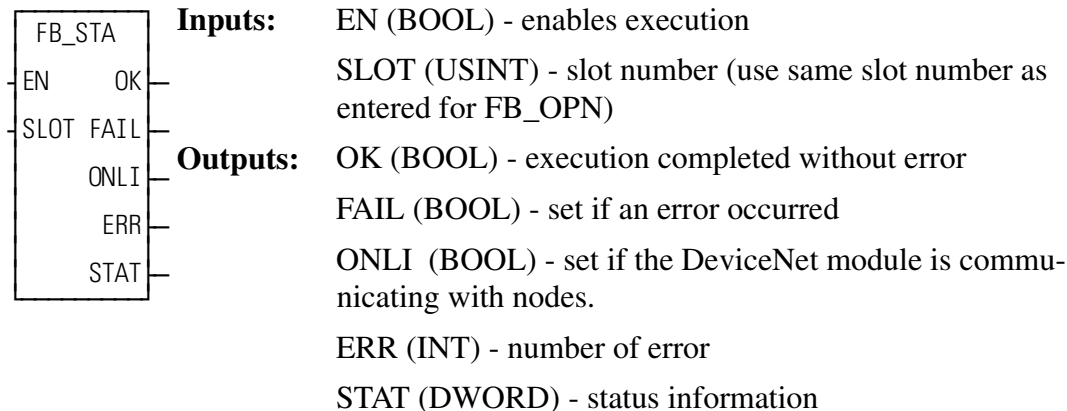 FB_STA
EN OK
SLOT FAIL
ONLI
ERR
STAT
Inputs: EN (BOOL) - enables execution
SLOT (USINT) - slot number (use same slot number as
entered for FB_OPN)
Outputs: OK (BOOL) - execution completed without error
FAIL (BOOL) - set if an error occurred
ONLI (BOOL) - set if the DeviceNet module is commu-
nicating with nodes.
ERR (INT) - number of error
STAT (DWORD) - status information